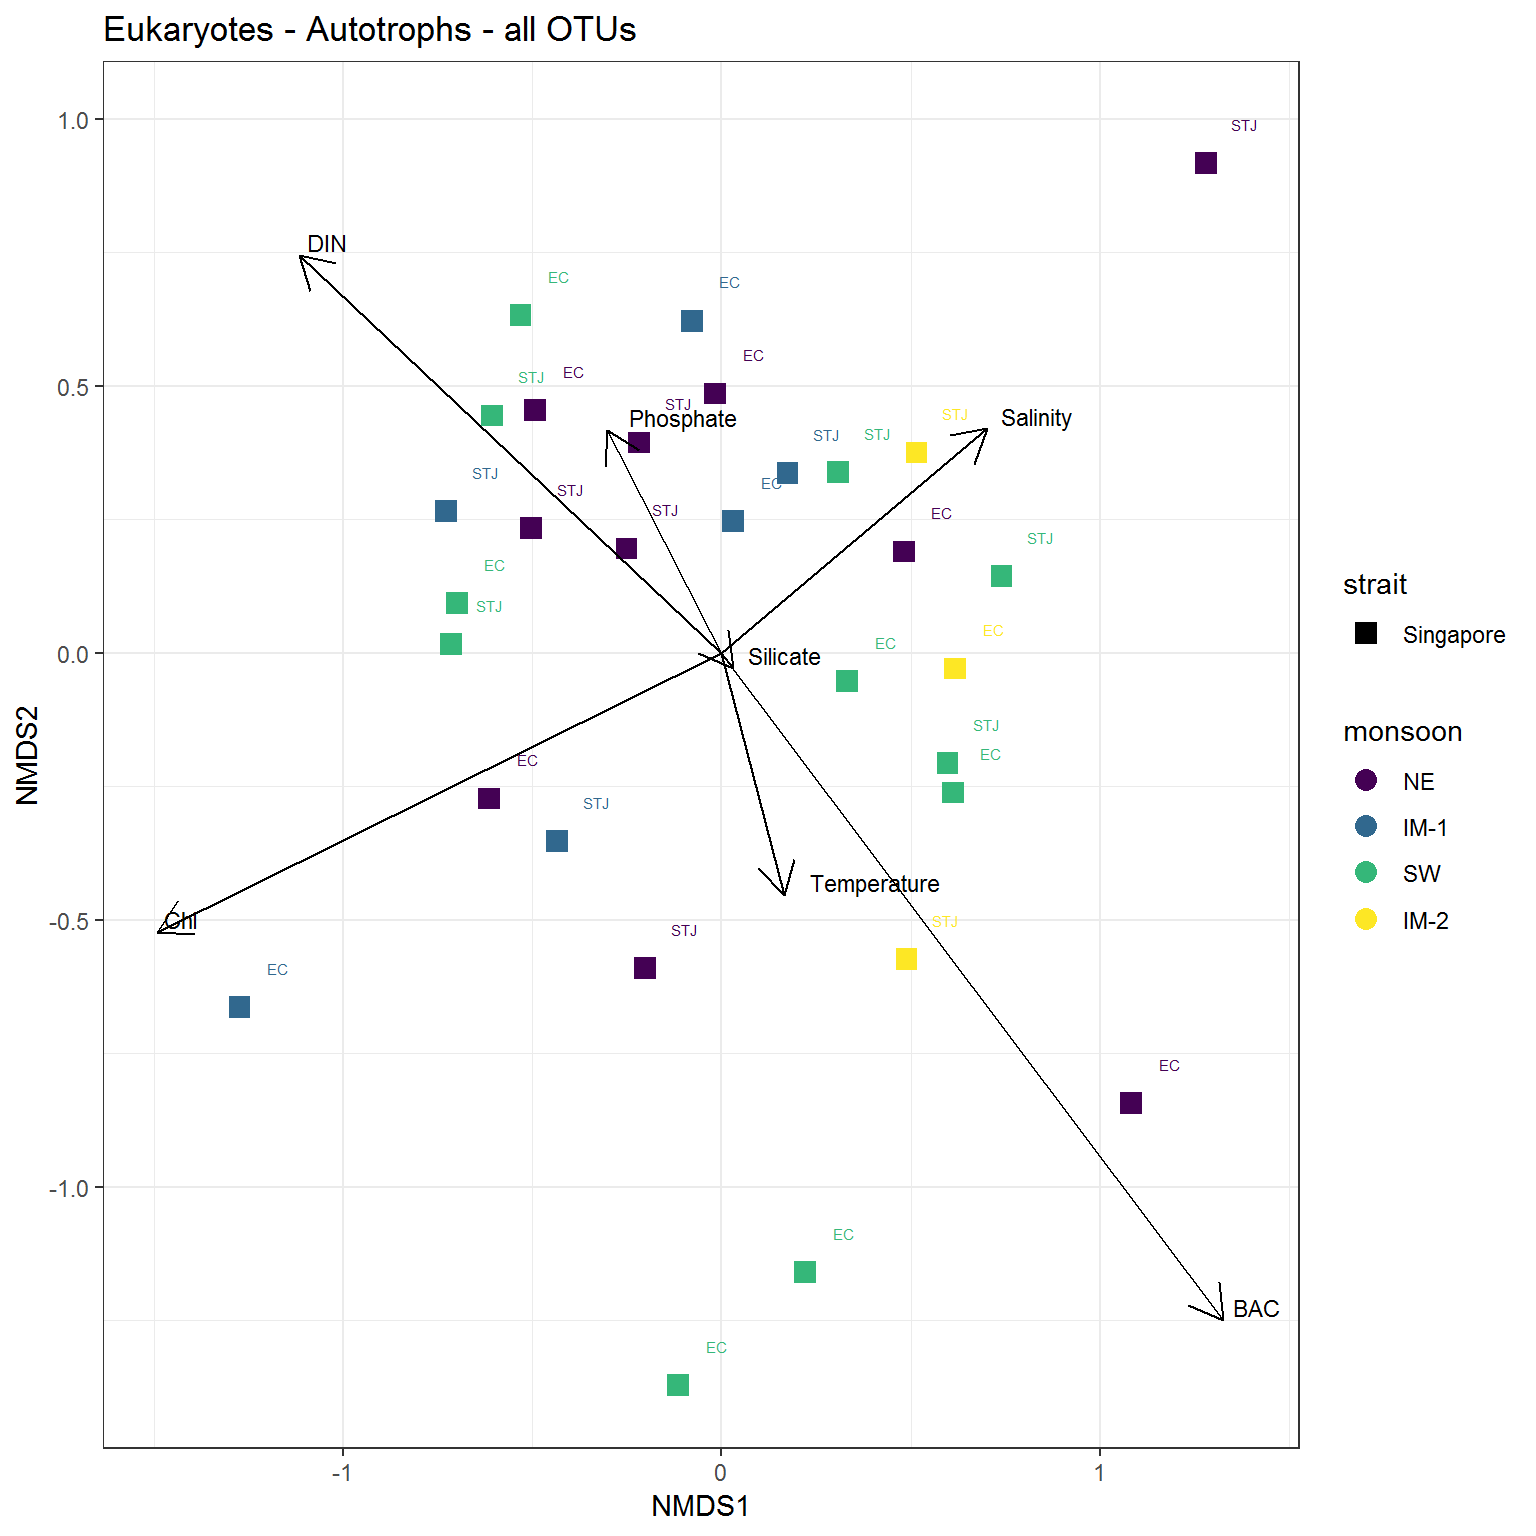 Eukaryotes - Autotrophs - all OTUs
1.0
STJ
DIN
EC
EC
EC
STJ
EC
0.5
STJ
Phosphate
STJ
Salinity
STJ
STJ
STJ
EC
STJ
STJ
EC
STJ
EC
STJ
EC
EC
0.0
Silicate
STJ
EC
EC
STJ
Temperature
-0.5
Chl
STJ
STJ
EC
EC
-1.0
EC
BAC
EC
-1
0
1
NMDS1
NMDS2
strait
Singapore
monsoon
NE
IM-1
SW
IM-2